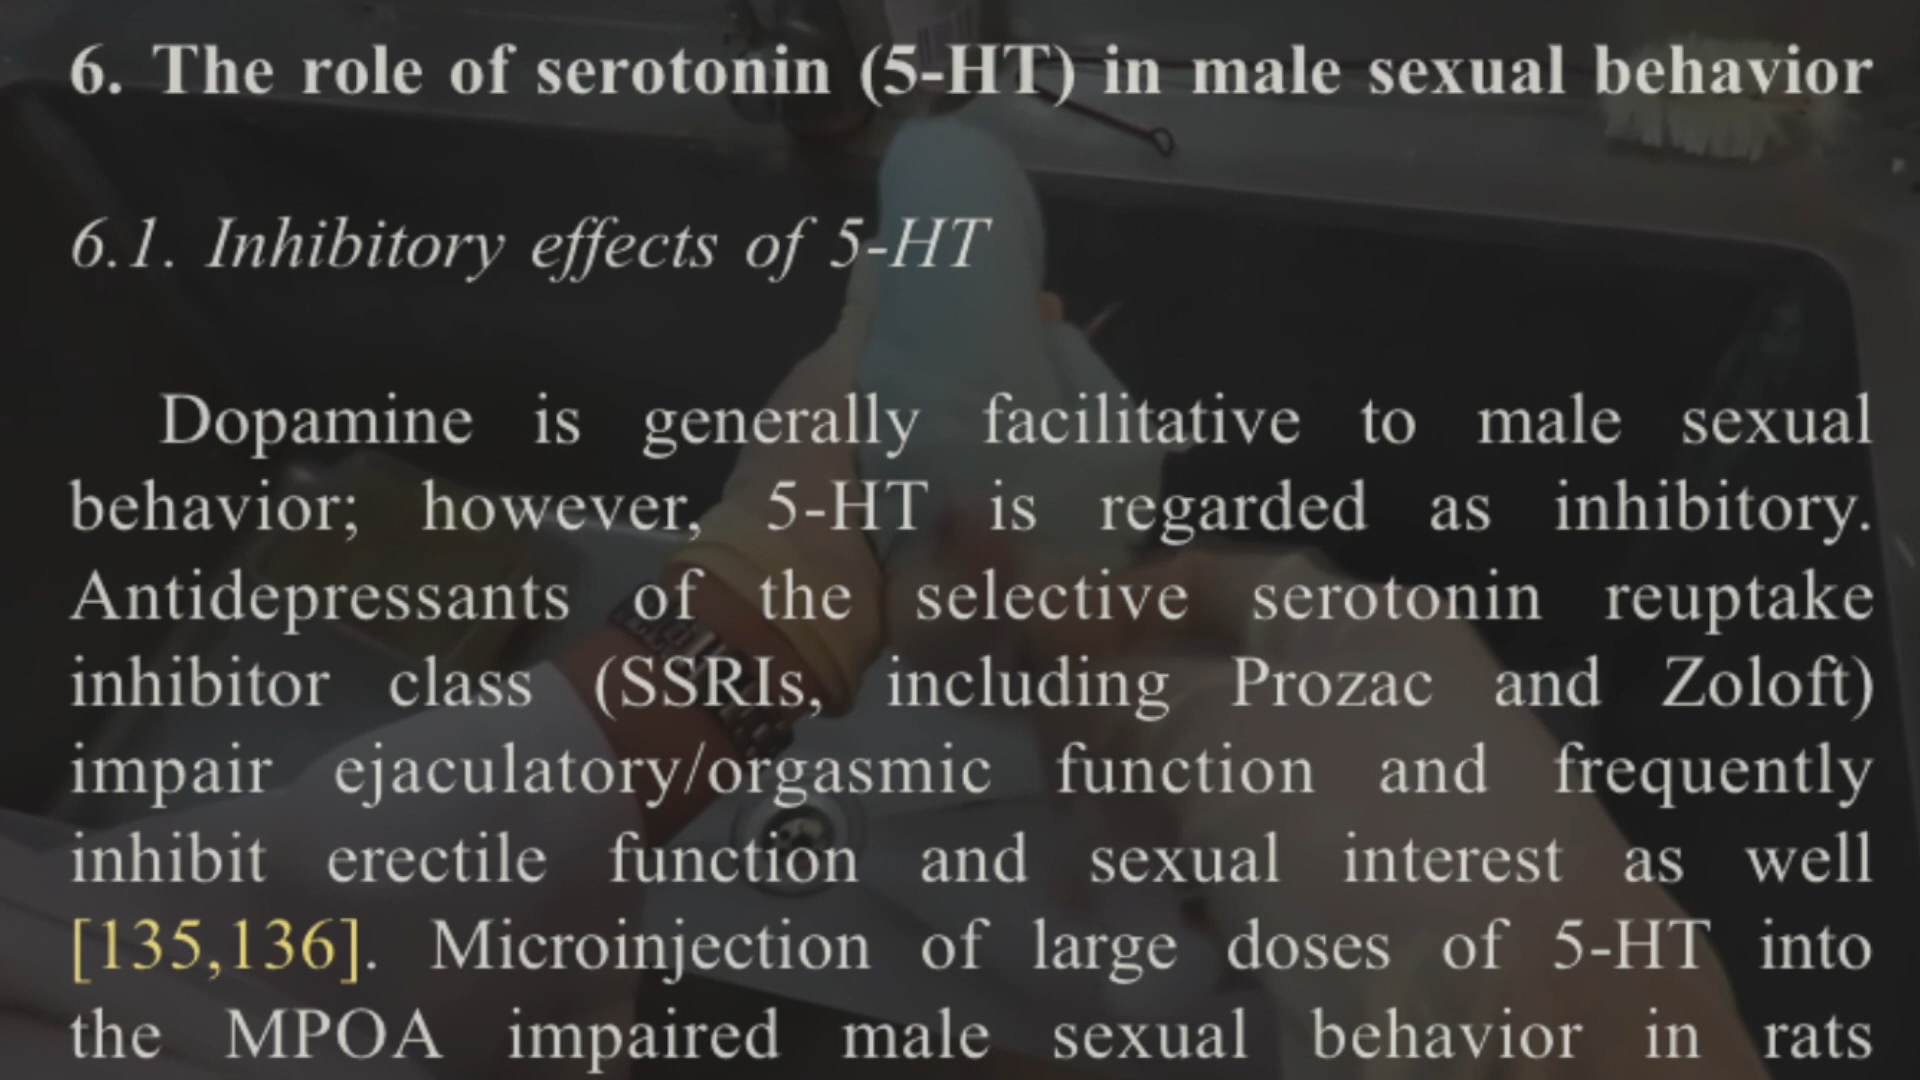 6. The role of serotonin (5-HT) in male sexual behavior
6.1. Inhibitory effects of 5-HT
Dopamine is generally facilitative to male sexual
behavior; however, 5-HT is regarded as inhibitory.
Antidepressants of the selective serotonin reuptake
inhibitor class (SSRIs, including Prozac and Zoloft)
impair ejaculatory/orgasmic function and frequently
inhibit erectile function and sexual interest as well
[135,136]. Microinjection of large doses of 5-HT into
the MPOA impaired male sexual behavior in rats